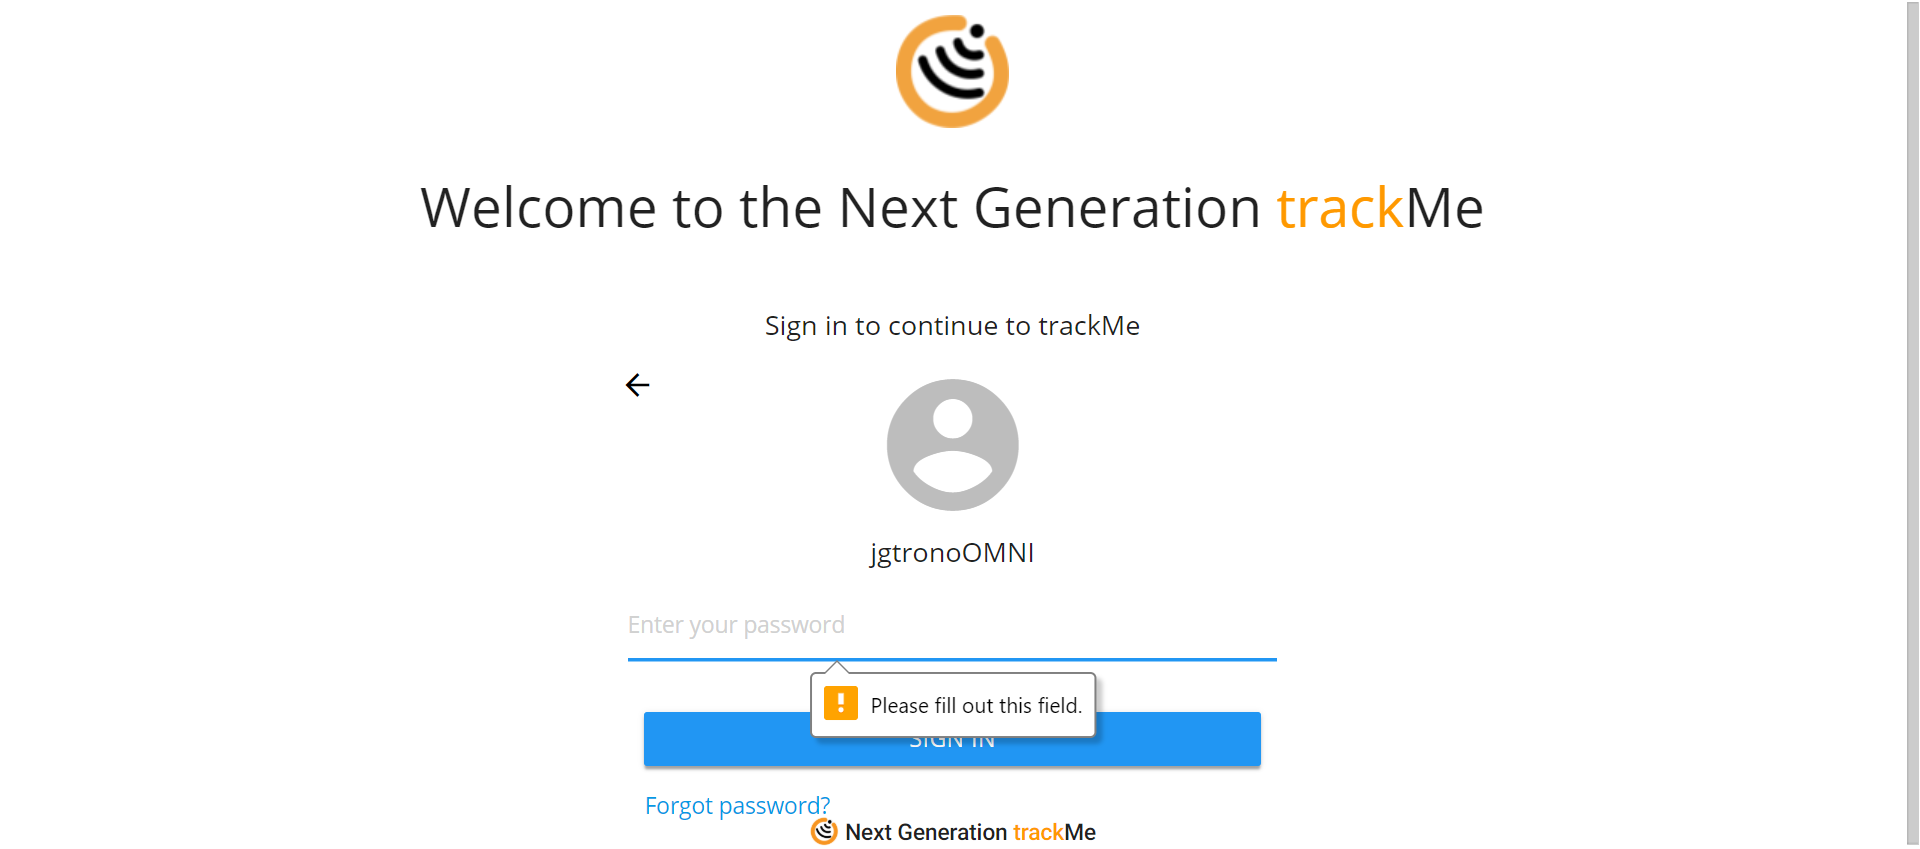 Welcome to the Next Generation trackMe
Sign in to continue to trackMe
jgtronoOMNI
Enter your password
Please fill out this field.
SIGN IN
Forgot password?
Next Generation trackMe